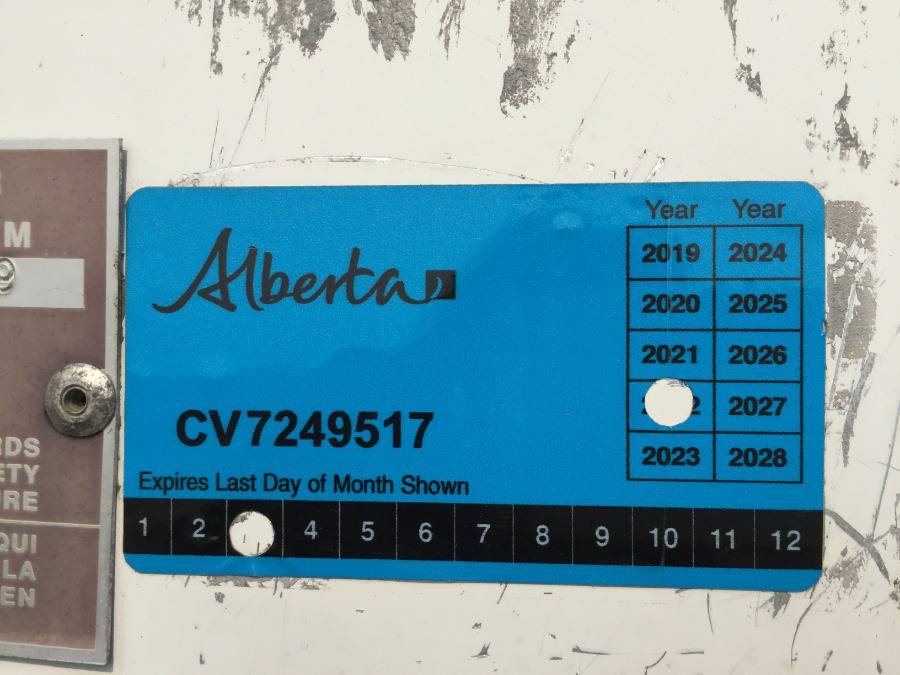 M
9
RDS
ETY
URE
QUI
LA
EN
Alberta
CV7249517
Expires Last Day of Month Shown
1 2 4 5 6 7 8 9 10 11 12
Year Year
2019 2024
2020 2025
2021 2026
2027
2023 2028